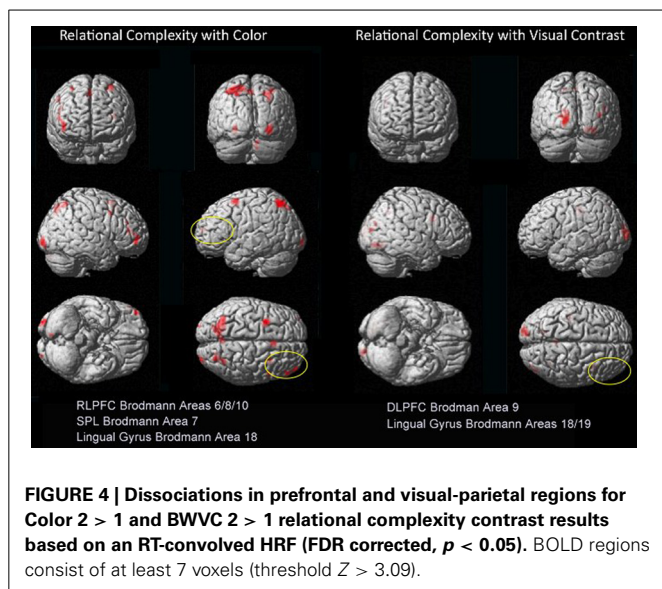 Relational Complexity with Color
Relational Complexity with Visual Contrast
RLPFC Brodmann Areas 6/8/10
SPL Brodmann Area 7
Lingual Gyrus Brodmann Area 18
DLPFC Brodman Area 9
Lingual Gyrus Brodmann Areas 18/19
FIGURE 4 | Dissociations in prefrontal and visual-parietal regions for
Color 2 > 1 and BWVC 2 > 1 relational complexity contrast results
based on an RT-convolved HRF (FDR corrected, p < 0.05). BOLD regions
consist of at least 7 voxels (threshold Z > 3.09).